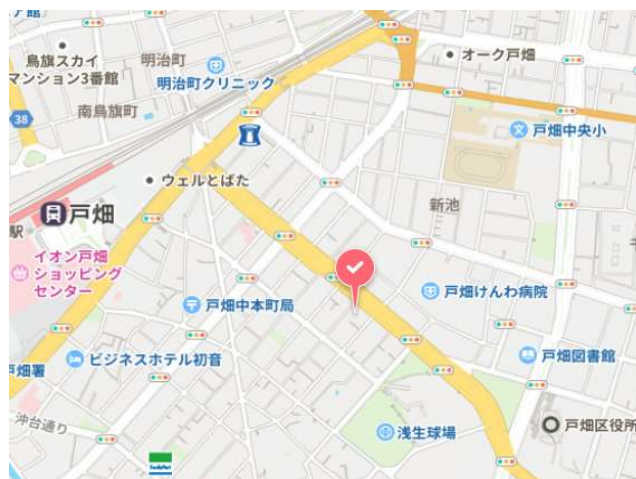 ア館
鳥旗スカイ
マンション3番館
明治町
明治町クリニック
オーク戸畑
南鳥旗町
38
戸畑中央小
ウェルとばた
新池
戸畑
駅
イオン戸畑
ショッピング
センター
戸畑けんわ病院
戸畑中本町局
戸畑図書館
ビジネスホテル初音
戸畑署
沖台通り
浅生球場
戸畑区役所
FamilyMart